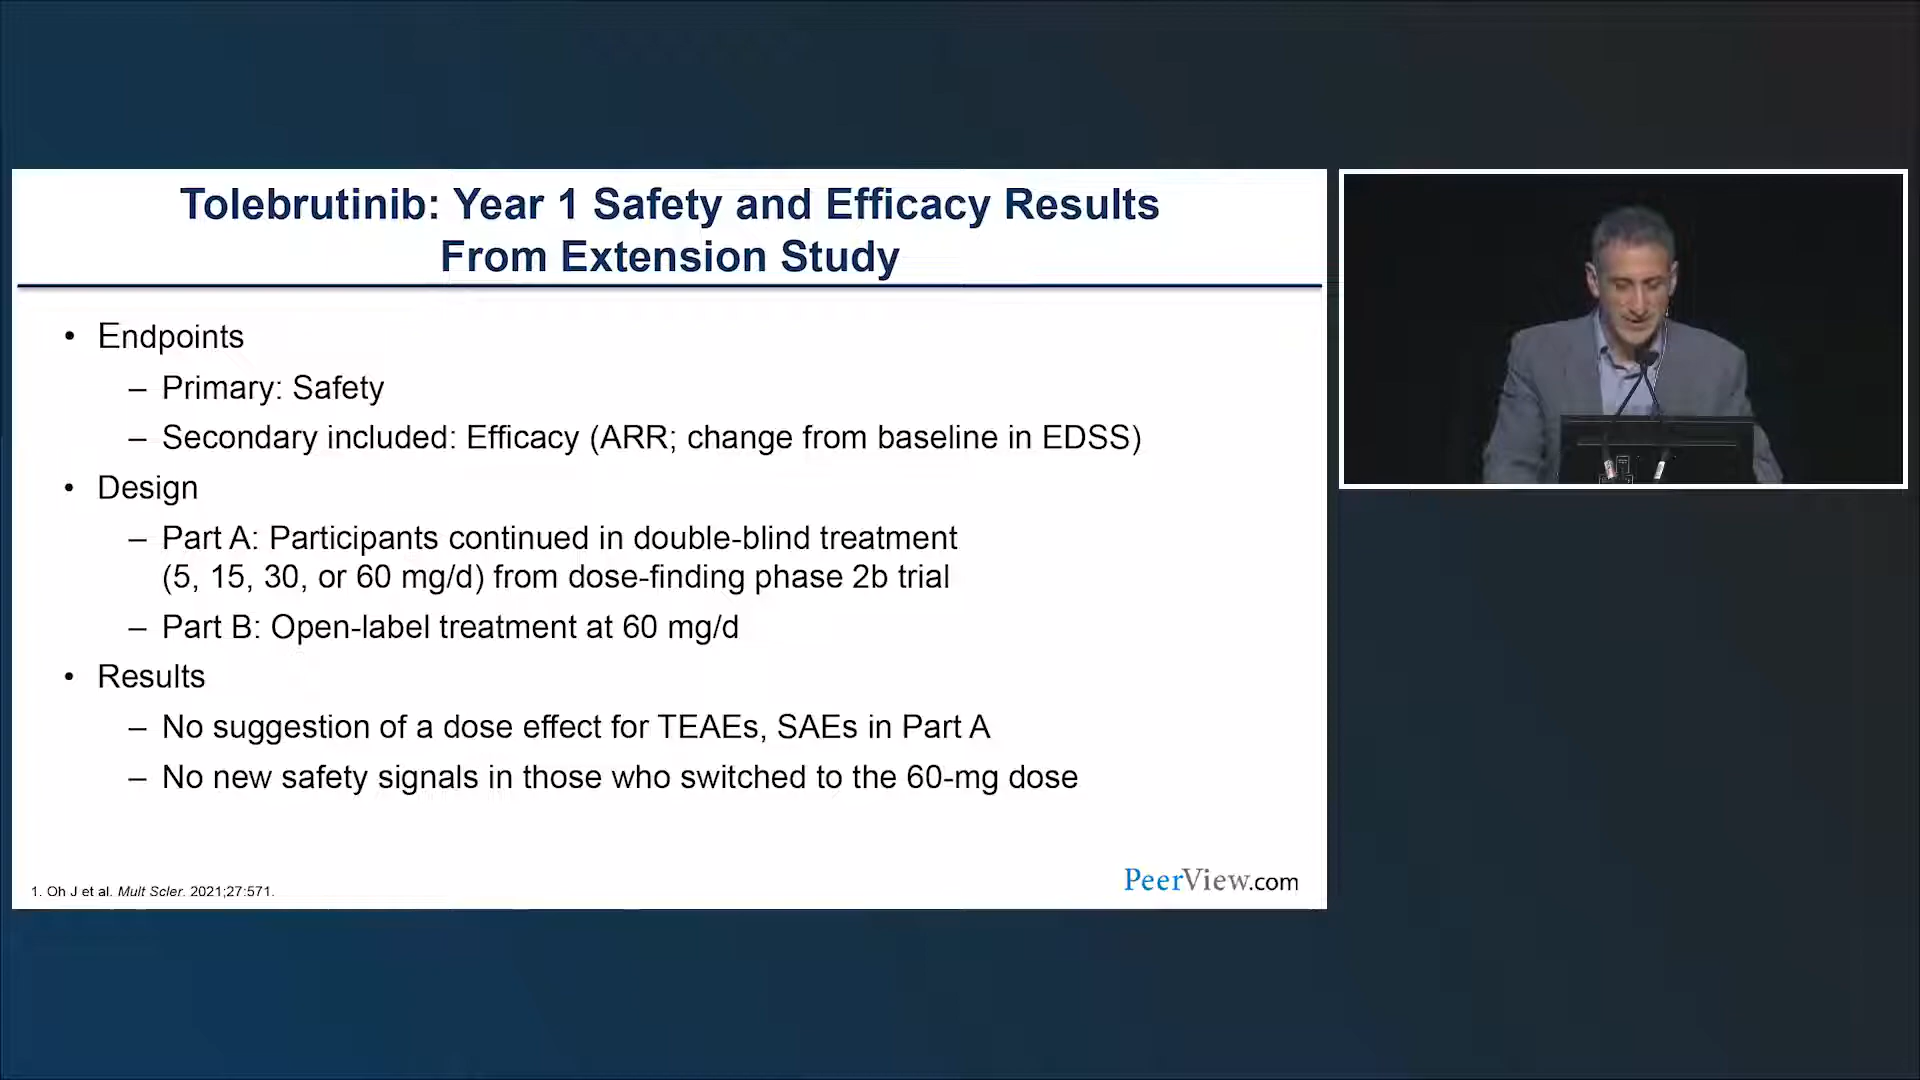 Tolebrutinib: Year 1 Safety and Efficacy Results
From Extension Study
• Endpoints
– Primary: Safety
– Secondary included: Efficacy (ARR; change from baseline in EDSS)
• Design
– Part A: Participants continued in double-blind treatment
(5, 15, 30, or 60 mg/d) from dose-finding phase 2b trial
– Part B: Open-label treatment at 60 mg/d
• Results
– No suggestion of a dose effect for TEAEs, SAEs in Part A
– No new safety signals in those who switched to the 60-mg dose
1. Oh J et al. Mult Scler. 2021;27:571.
PeerView.com